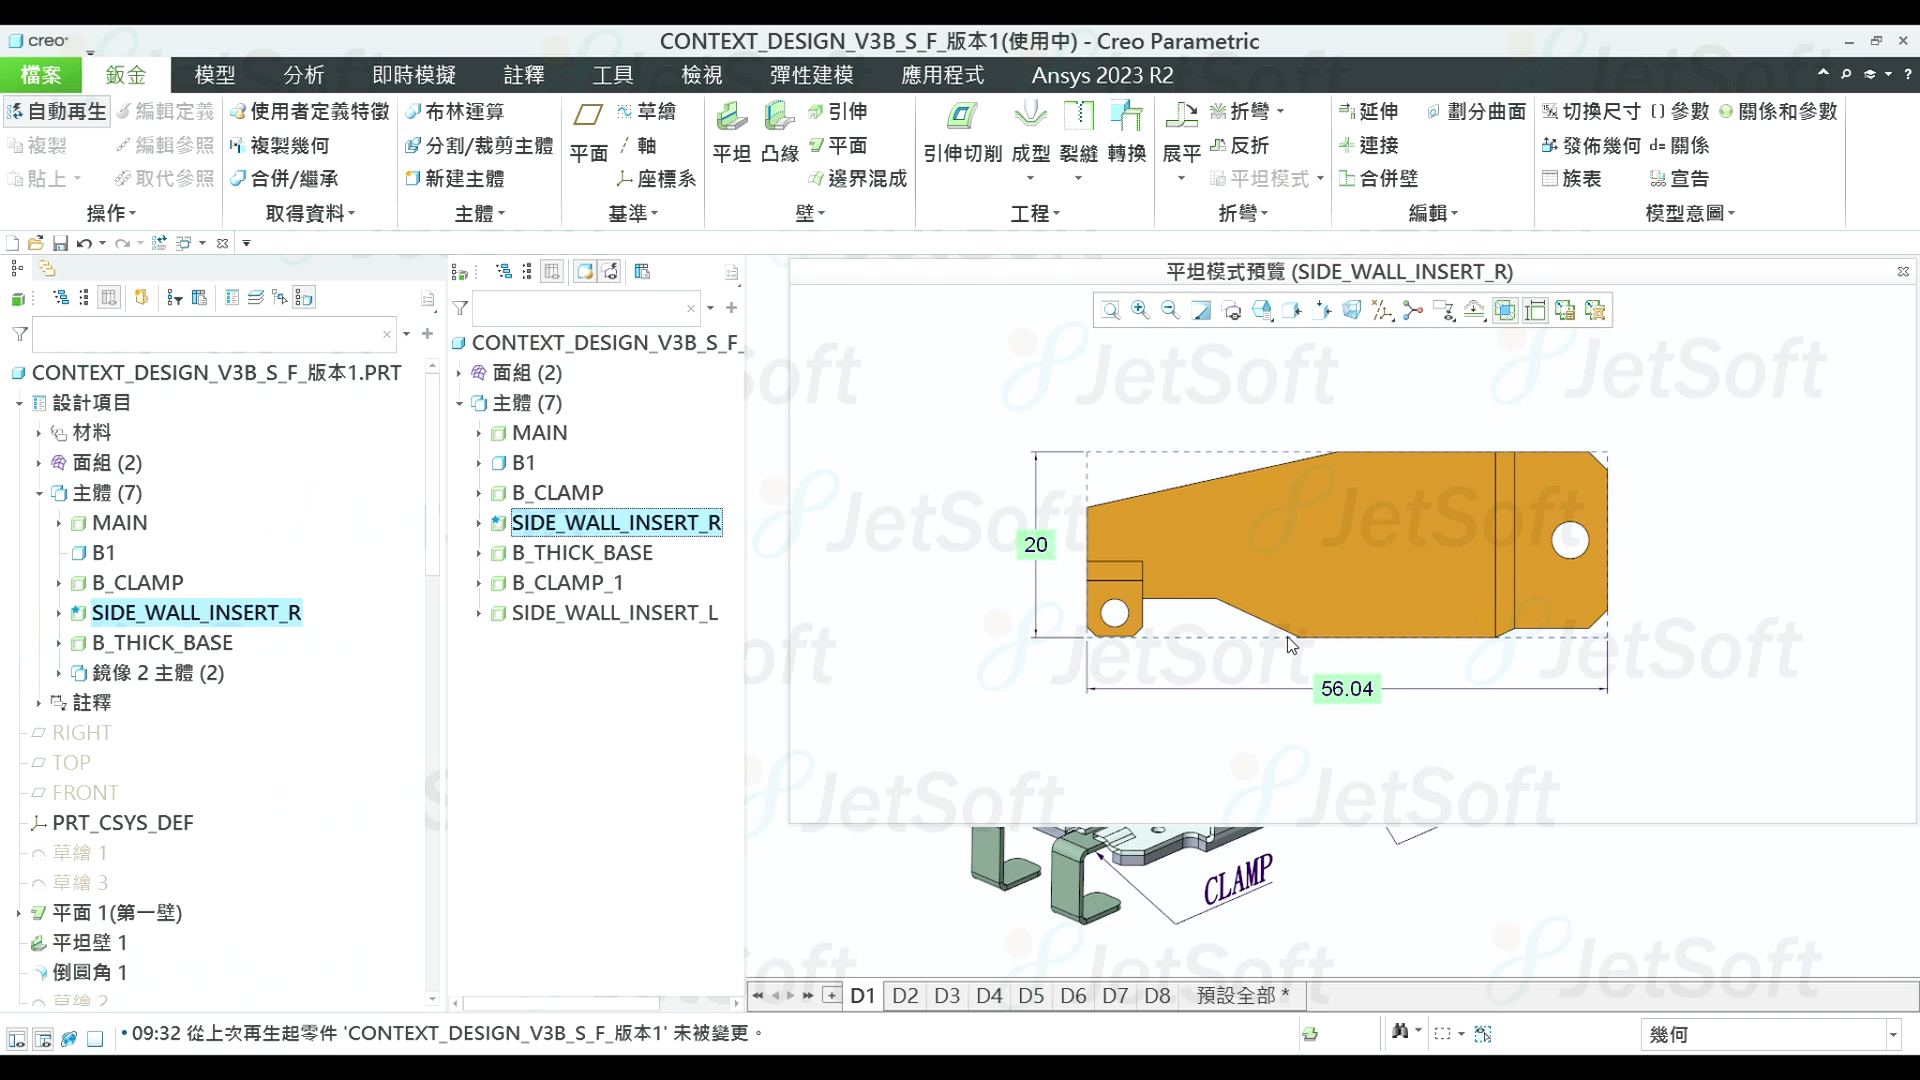 creo
CONTEXT_DESIGN_V3B_S_F_版本1(使用中) - Creo Parametric
檔案 鈑金 模型 分析 即時模擬 註釋 工具 檢視 彈性建模 應用程式 Ansys 2023 R2
自動再生 編輯定義 使用者定義特徵 布林運算 草繪 引伸 折彎 延伸 劃分曲面 切換尺寸 參數 關係和參數
複製 編輯參照 複製幾何 分割/裁剪主體 平面 軸 平坦 凸緣 平面 引伸切削 成型 裂縫 轉換 展平 反折 連接 發佈幾何 關係
貼上 取代參照 合併/繼承 新建主體 座標系 邊界混成 平坦模式 合併壁 族表 宣告
操作 取得資料 主體 基準 壁 工程 折彎 編輯 模型意圖
CONTEXT_DESIGN_V3B_S_F_版本1.PRT
設計項目
材料
面組 (2)
主體 (7)
MAIN
B1
B_CLAMP
SIDE_WALL_INSERT_R
B_THICK_BASE
鏡像 2 主體 (2)
註釋
RIGHT
TOP
FRONT
PRT_CSYS_DEF
草繪 1
草繪 3
平面 1(第一壁)
平坦壁 1
倒圓角 1
草繪 2
CONTEXT_DESIGN_V3B_S_F_
面組 (2)
主體 (7)
MAIN
B1
B_CLAMP
SIDE_WALL_INSERT_R
B_THICK_BASE
B_CLAMP_1
SIDE_WALL_INSERT_L
平坦模式預覽 (SIDE_WALL_INSERT_R)
20
56.04
CLAMP
JetSoft
D1 D2 D3 D4 D5 D6 D7 D8 預設全部 *
• 09:32 從上次再生起零件 'CONTEXT_DESIGN_V3B_S_F_版本1' 未被變更。
幾何